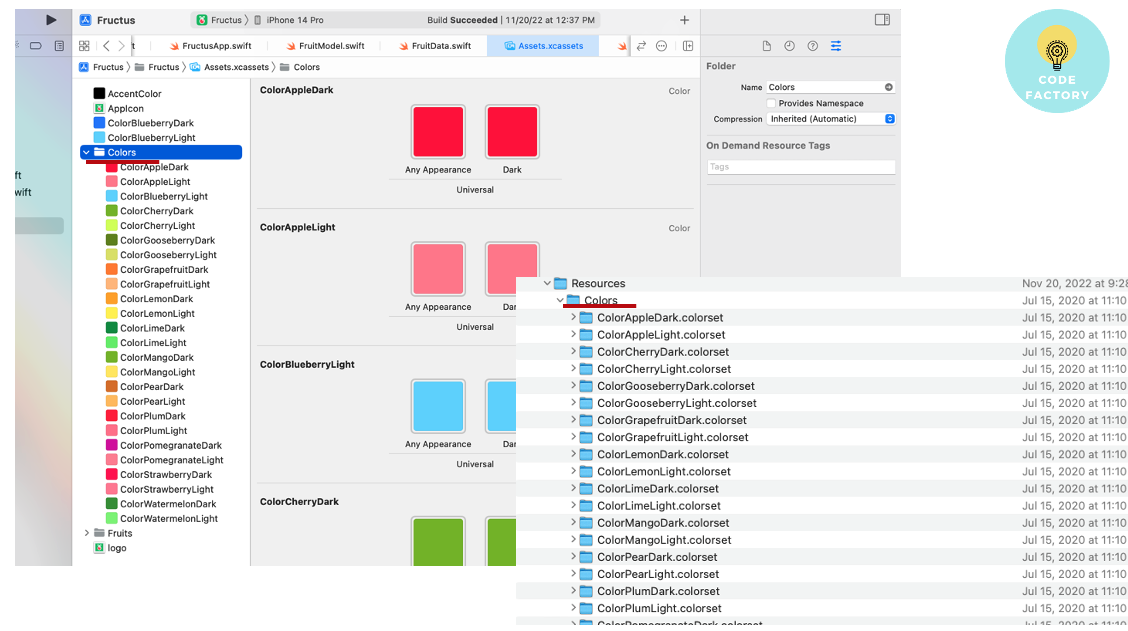 Fructus
Fructus
iPhone 14 Pro
Build Succeeded | 11/20/22 at 12:37 PM
FructusApp.swift
FruitModel.swift
FruitData.swift
Assets.xcassets
Fructus
Fructus
Assets.xcassets
Colors
ft
wift
AccentColor
AppIcon
ColorBlueberryDark
ColorBlueberryLight
Colors
ColorAppleDark
ColorAppleLight
ColorBlueberryLight
ColorCherryDark
ColorCherryLight
ColorGooseberryDark
ColorGooseberryLight
ColorGrapefruitDark
ColorGrapefruitLight
ColorLemonDark
ColorLemonLight
ColorLimeDark
ColorLimeLight
ColorMangoDark
ColorMangoLight
ColorPearDark
ColorPearLight
ColorPlumDark
ColorPlumLight
ColorPomegranateDark
ColorPomegranateLight
ColorStrawberryDark
ColorStrawberryLight
ColorWatermelonDark
ColorWatermelonLight
Fruits
logo
ColorAppleDark
Color
Any Appearance
Dark
Universal
ColorAppleLight
Color
Any Appearance
Dar
Universal
ColorBlueberryLight
Any Appearance
Dar
Universal
ColorCherryDark
Folder
Name Colors
Provides Namespace
Compression Inherited (Automatic)
On Demand Resource Tags
Tags
CODE
FACTORY
Resources Nov 20, 2022 at 9:28
Colors Jul 15, 2020 at 11:10
ColorAppleDark.colorset Jul 15, 2020 at 11:10
ColorAppleLight.colorset Jul 15, 2020 at 11:10
ColorCherryDark.colorset Jul 15, 2020 at 11:10
ColorCherryLight.colorset Jul 15, 2020 at 11:10
ColorGooseberryDark.colorset Jul 15, 2020 at 11:10
ColorGooseberryLight.colorset Jul 15, 2020 at 11:10
ColorGrapefruitDark.colorset Jul 15, 2020 at 11:10
ColorGrapefruitLight.colorset Jul 15, 2020 at 11:10
ColorLemonDark.colorset Jul 15, 2020 at 11:10
ColorLemonLight.colorset Jul 15, 2020 at 11:10
ColorLimeDark.colorset Jul 15, 2020 at 11:10
ColorLimeLight.colorset Jul 15, 2020 at 11:10
ColorMangoDark.colorset Jul 15, 2020 at 11:10
ColorMangoLight.colorset Jul 15, 2020 at 11:10
ColorPearDark.colorset Jul 15, 2020 at 11:10
ColorPearLight.colorset Jul 15, 2020 at 11:10
ColorPlumDark.colorset Jul 15, 2020 at 11:10
ColorPlumLight.colorset Jul 15, 2020 at 11:10
ColorPomegranateDark.colorset Jul 15, 2020 at 11:10